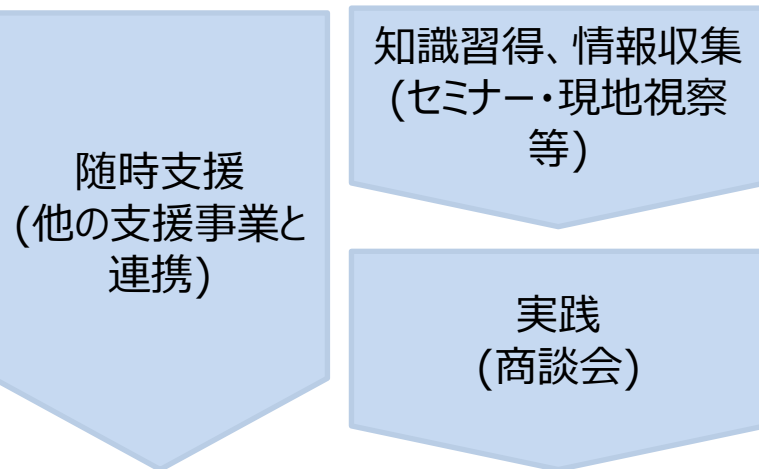 随時支援
(他の支援事業と
連携)
知識習得、情報収集
(セミナー・現地視察
等)
実践
(商談会)